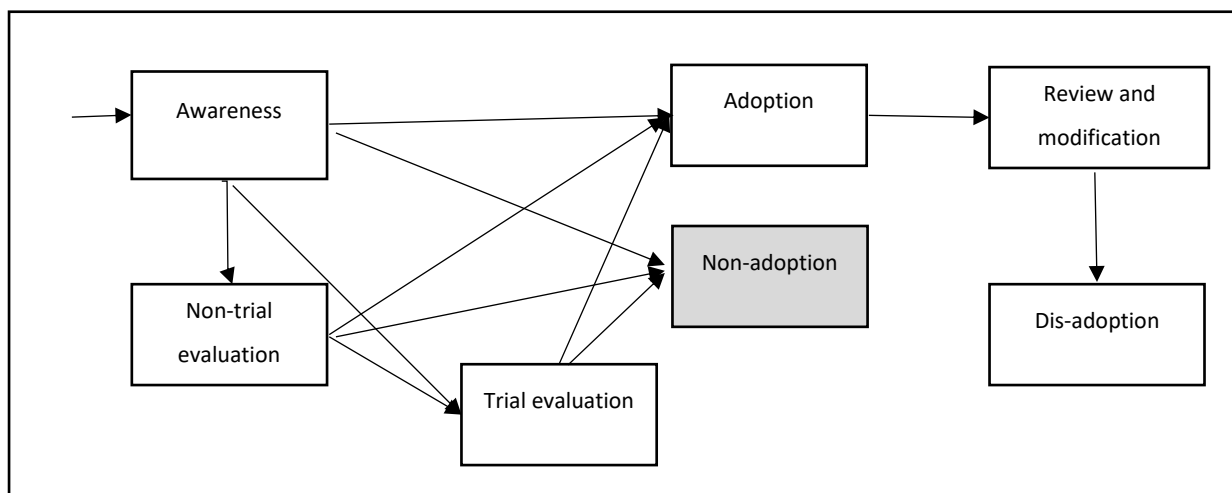 Awareness
Adoption
Review and
modification
Non-adoption
Non-trial
evaluation
Dis-adoption
Trial evaluation